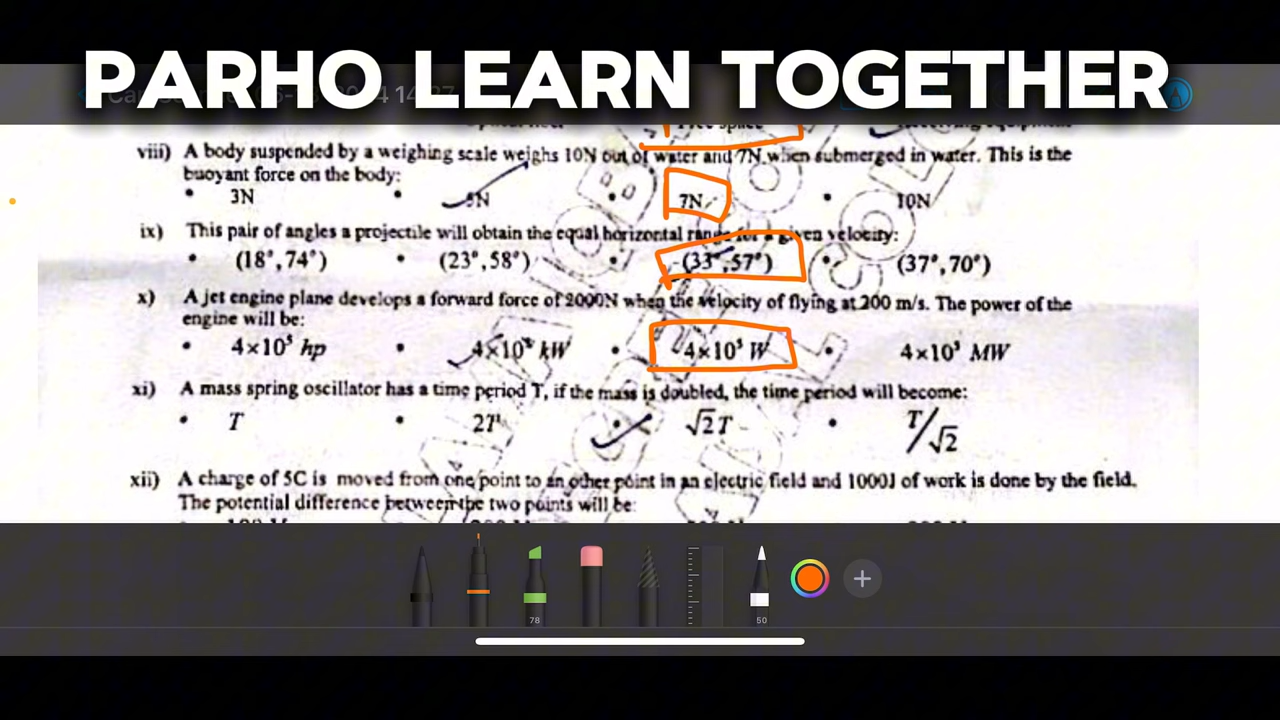 PARHO LEARN TOGETHER
viii) A body suspended by a weighing scale weighs 10N out of water and 7N when submerged in water. This is the
buoyant force on the body:
• 3N • 5N • 7N • 10N
ix) This pair of angles a projectile will obtain the equal horizontal range for a given velocity:
• (18°,74°) • (23°,58°) • (33°,57°) • (37°,70°)
x) A jet engine plane develops a forward force of 2000N when the velocity of flying at 200 m/s. The power of the
engine will be:
• 4×10⁵ hp • 4×10⁵ kW • 4×10⁵ W • 4×10⁵ MW
xi) A mass spring oscillator has a time period T, if the mass is doubled, the time period will become:
• T • 2T • √2T • T/√2
xii) A charge of 5C is moved from one point to an other point in an electric field and 1000J of work is done by the field.
The potential difference between the two points will be:
78 50